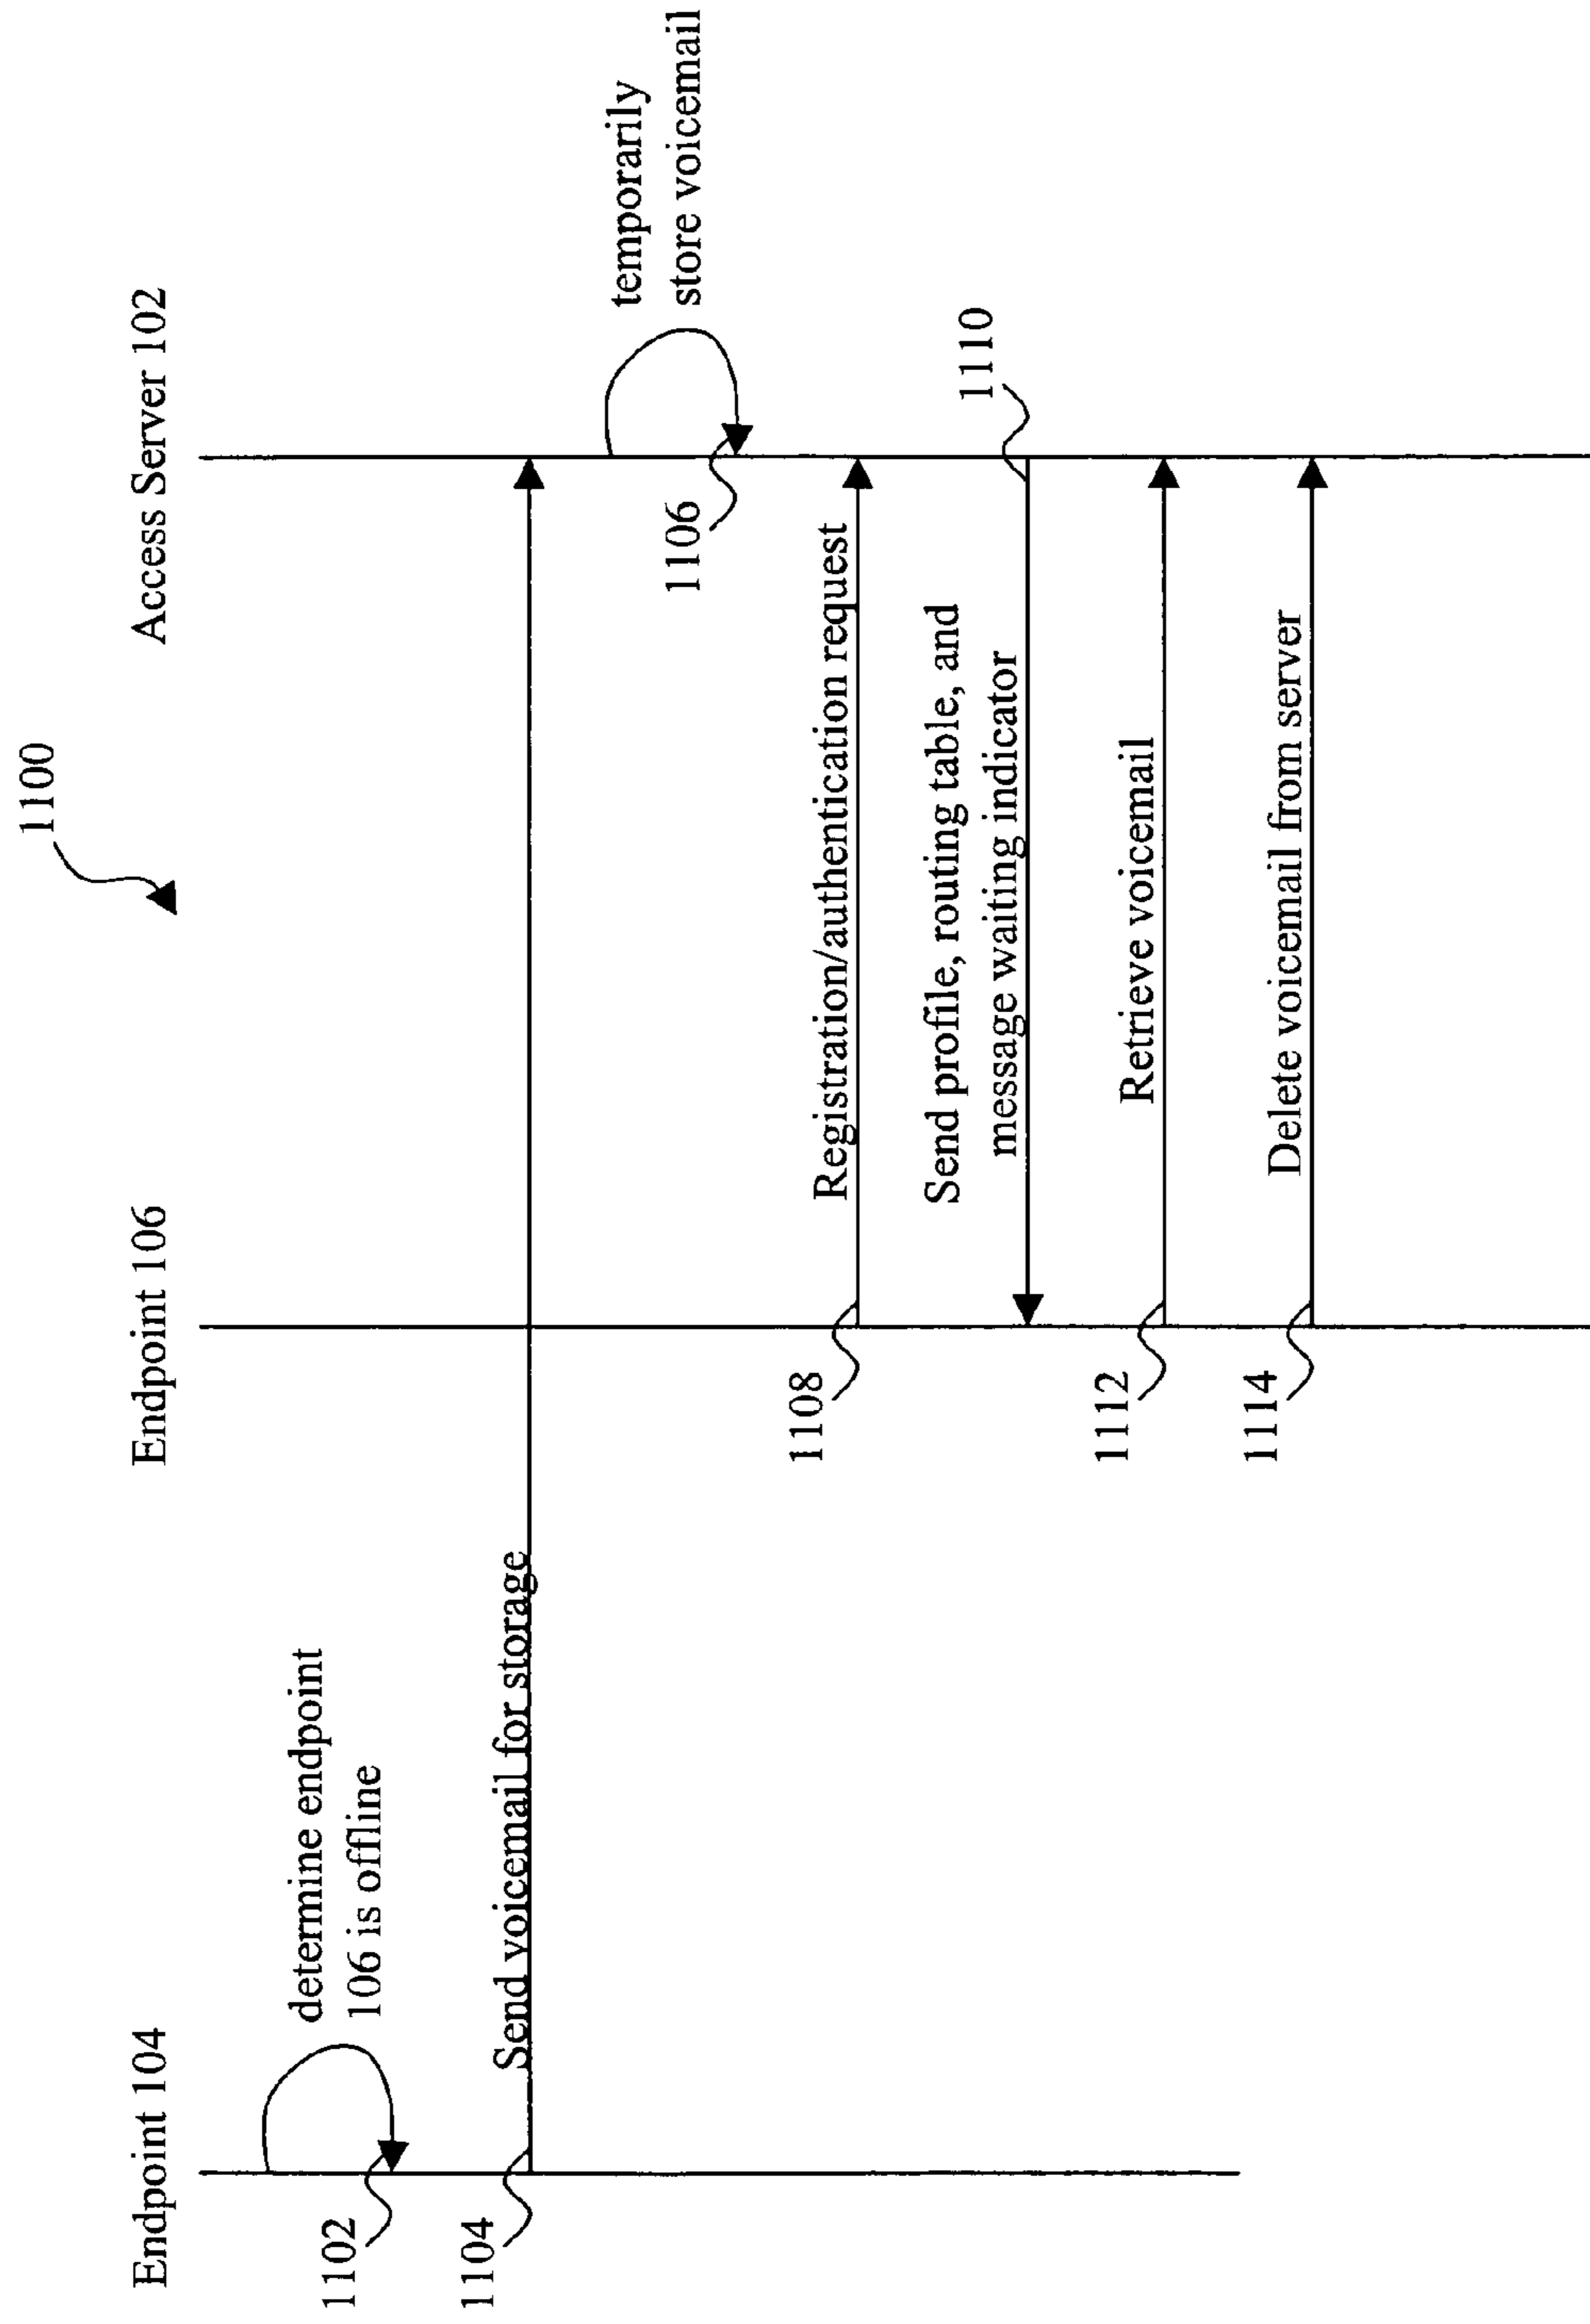 1100
Endpoint 104
Endpoint 106
Access Server 102
determine endpoint
106 is offline
1102
Send voicemail for storage
1104
temporarily
store voicemail
1106
Registration/authentication request
1108
Send profile, routing table, and
message waiting indicator
1110
Retrieve voicemail
1112
Delete voicemail from server
1114